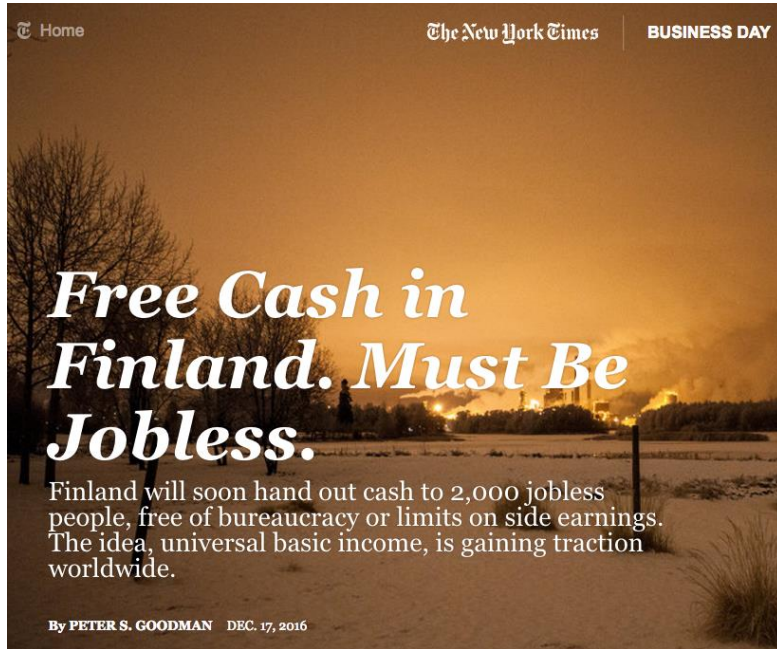 Home
The New York Times
BUSINESS DAY
Free Cash in
Finland. Must Be
Jobless.
Finland will soon hand out cash to 2,000 jobless
people, free of bureaucracy or limits on side earnings.
The idea, universal basic income, is gaining traction
worldwide.
By PETER S. GOODMAN DEC. 17, 2016